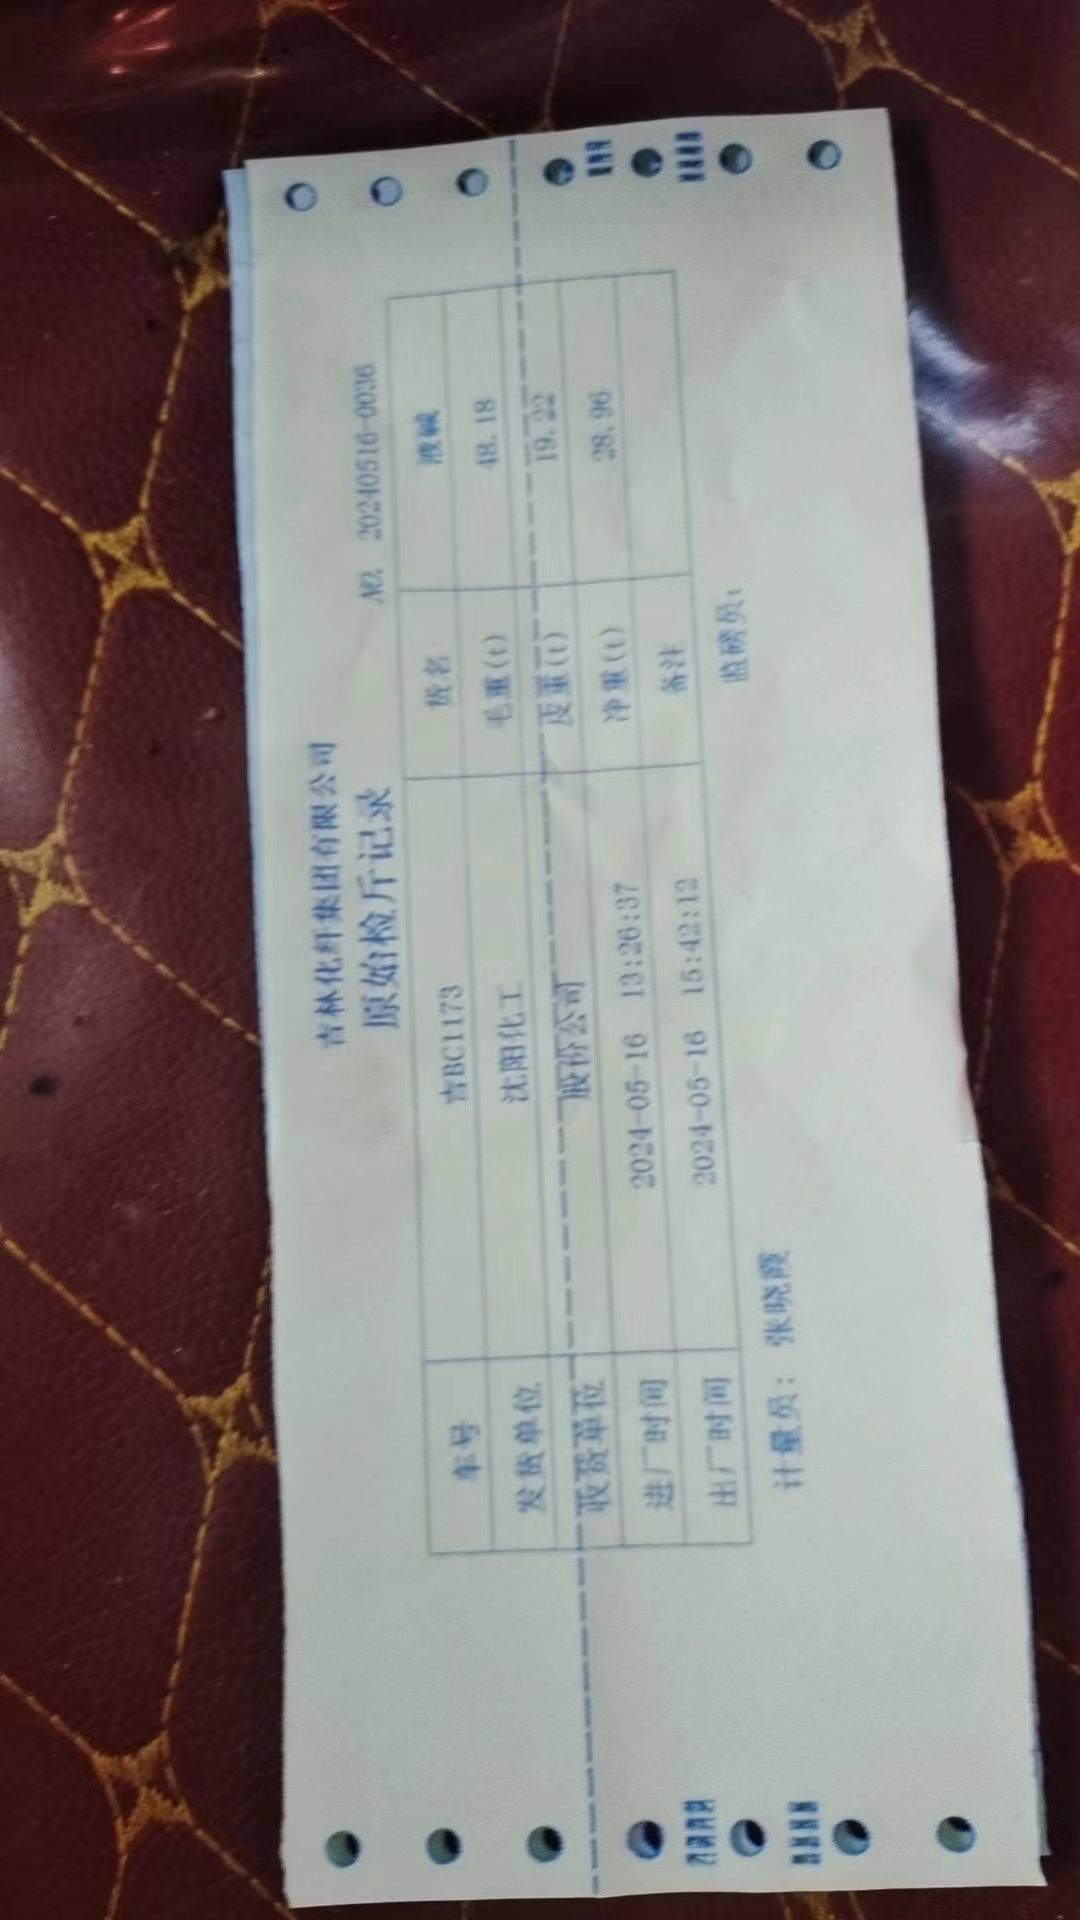 吉林化纤集团有限公司
原始检斤记录
NO. 20240516-0036
车号 吉BC1173 货名 液碱
发货单位 沈阳化工 毛重(t) 48.18
收货单位 股份公司 皮重(t) 19.22
进厂时间 2024-05-16 13:26:37 净重(t) 28.96
出厂时间 2024-05-16 15:42:12 备注
计量员: 张晓霞 监磅员: